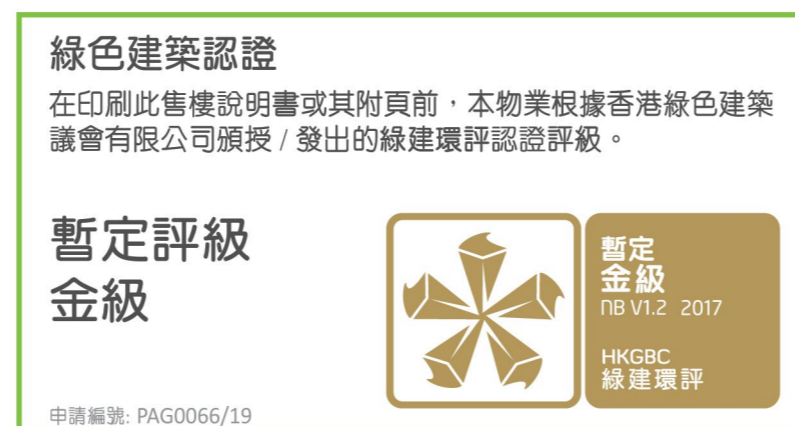 綠色建築認證
在印刷此售樓說明書或其附頁前，本物業根據香港綠色建築
議會有限公司頒授 / 發出的綠建環評認證評級。
暫定評級
金級
暫定
金級
NB V1.2 2017
HKGBC
綠建環評
申請編號: PAG0066/19